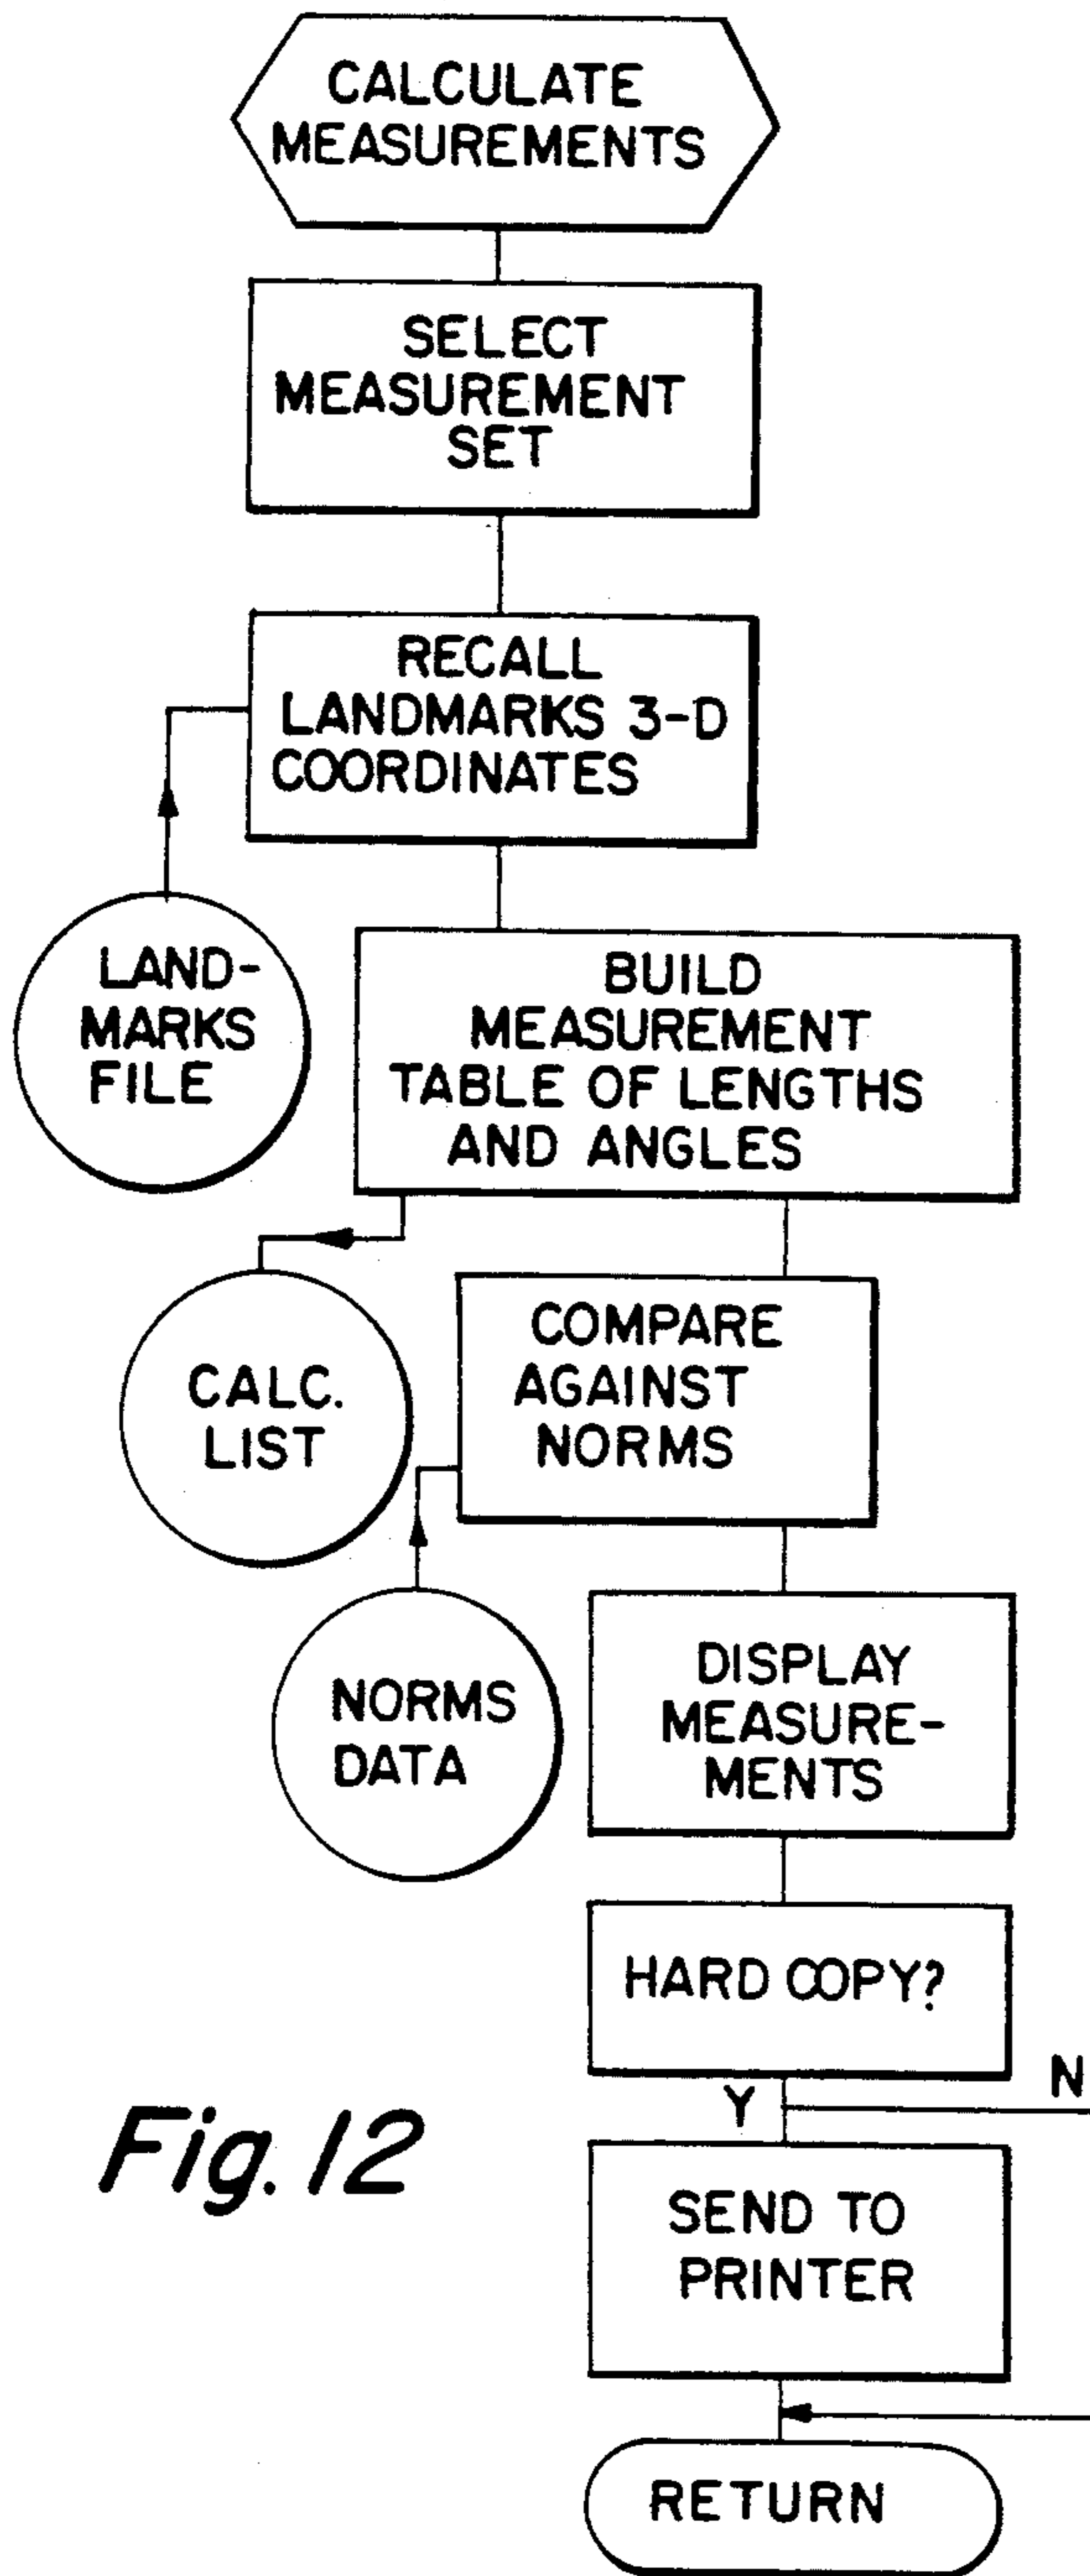 CALCULATE
MEASUREMENTS
SELECT
MEASUREMENT
SET
RECALL
LANDMARKS 3-D
COORDINATES
LAND-
MARKS
FILE
BUILD
MEASUREMENT
TABLE OF LENGTHS
AND ANGLES
CALC.
LIST
COMPARE
AGAINST
NORMS
NORMS
DATA
DISPLAY
MEASURE-
MENTS
HARD COPY?
Y
N
SEND TO
PRINTER
RETURN
Fig. 12